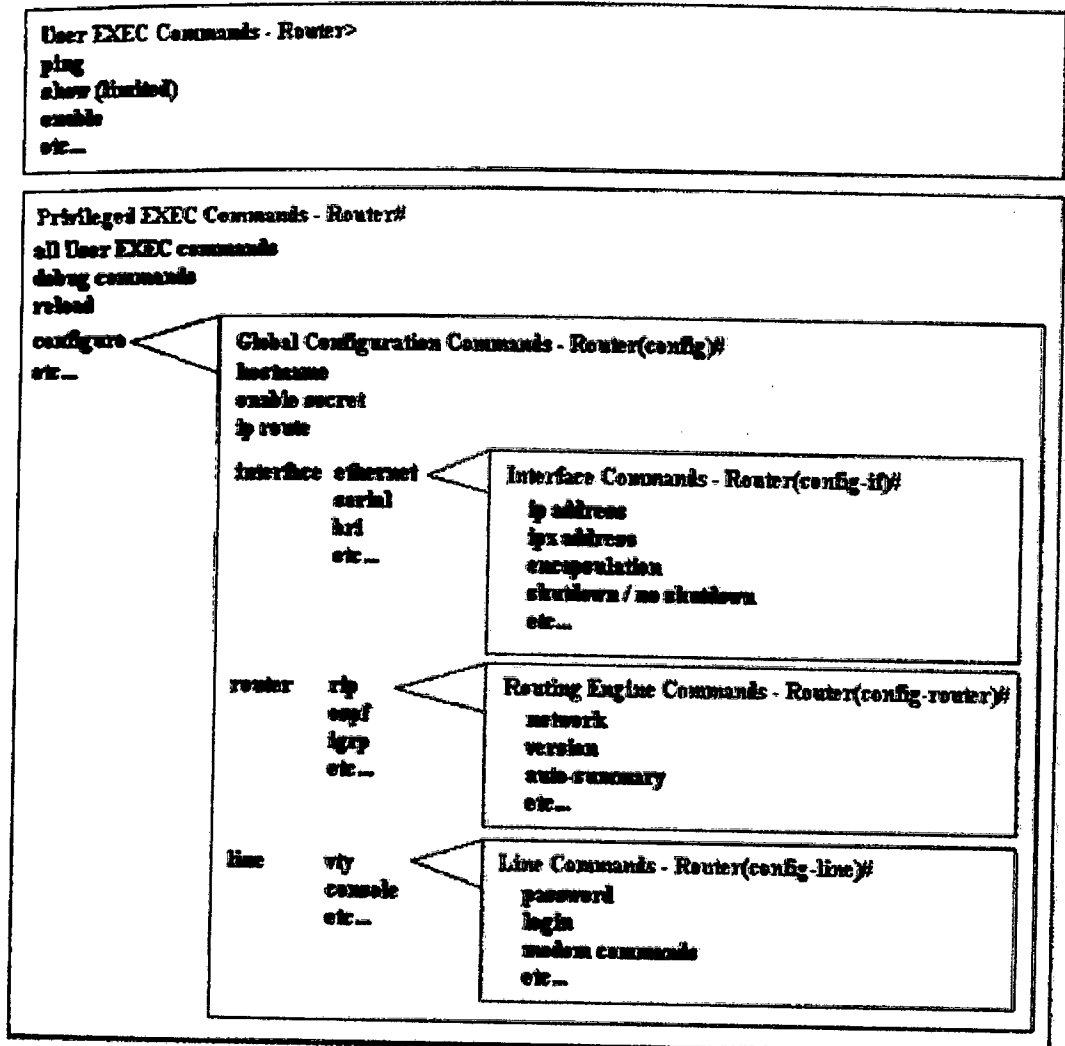 User EXEC Commands - Router>
ping
show (limited)
enable
etc...
Privileged EXEC Commands - Router#
all User EXEC commands
debug commands
reload
configure
etc...
Global Configuration Commands - Router(config)#
hostname
enable secret
ip route
interface ethernet
serial
bri
etc...
Interface Commands - Router(config-if)#
ip address
ipx address
encapsulation
shutdown / no shutdown
etc...
router rip
ospf
igrp
etc...
Routing Engine Commands - Router(config-router)#
network
version
auto-summary
etc...
line vty
console
etc...
Line Commands - Router(config-line)#
password
login
modem commands
etc...